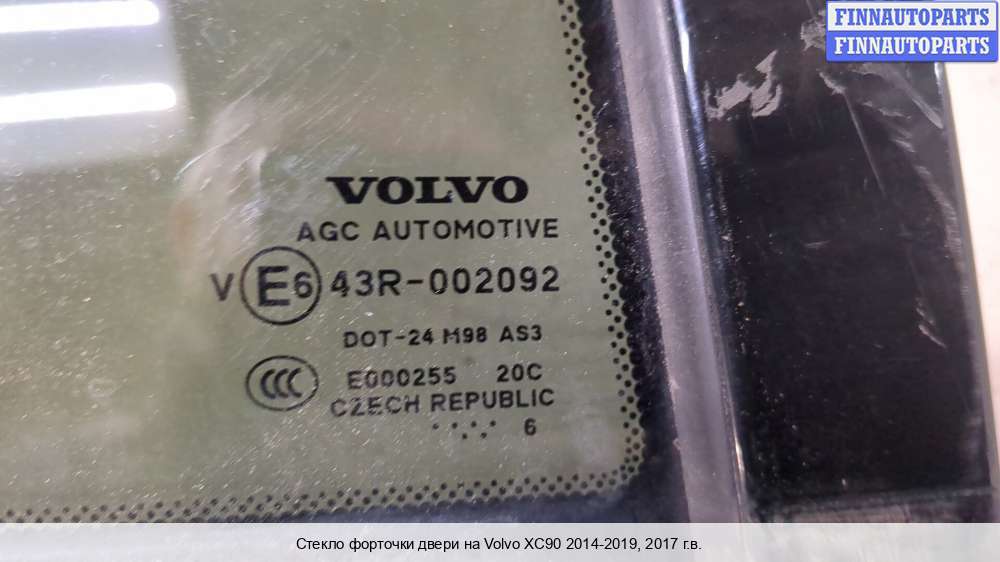 FINNAUTOPARTS
FINNAUTOPARTS
VOLVO
AGC AUTOMOTIVE
V E6 43R-002092
DOT-24 M98 AS3
CCC E000255 20C
CZECH REPUBLIC
6
Стекло форточки двери на Volvo XC90 2014-2019, 2017 г.в.